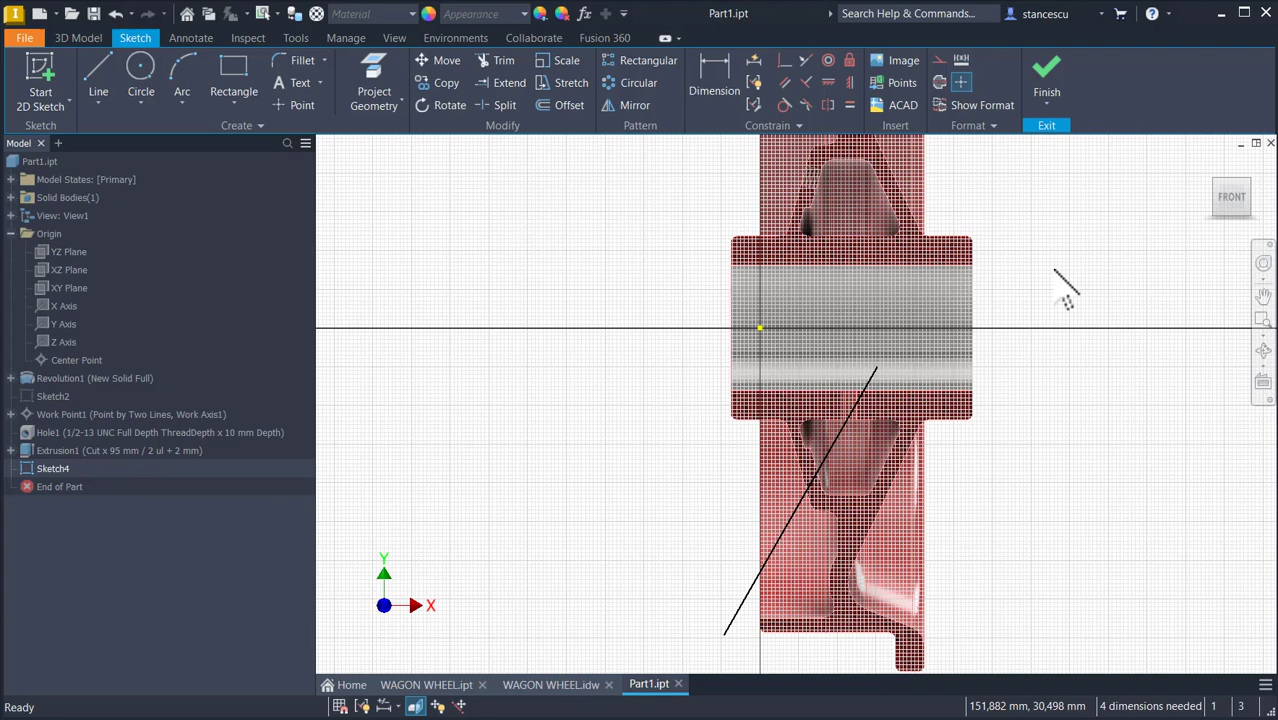 Material
Appearance
Part1.ipt
Search Help & Commands...
stancescu
File
3D Model
Sketch
Annotate
Inspect
Tools
Manage
View
Environments
Collaborate
Fusion 360
Start
2D Sketch
Line
Circle
Arc
Rectangle
Fillet
Text
Point
Project
Geometry
Move
Copy
Rotate
Trim
Extend
Split
Scale
Stretch
Offset
Rectangular
Circular
Mirror
Dimension
Image
Points
ACAD
Show Format
Finish
Sketch
Create
Modify
Pattern
Constrain
Insert
Format
Exit
Model
Part1.ipt
Model States: [Primary]
Solid Bodies(1)
View: View1
Origin
YZ Plane
XZ Plane
XY Plane
X Axis
Y Axis
Z Axis
Center Point
Revolution1 (New Solid Full)
Sketch2
Work Point1 (Point by Two Lines, Work Axis1)
Hole1 (1/2-13 UNC Full Depth ThreadDepth x 10 mm Depth)
Extrusion1 (Cut x 95 mm / 2 ul + 2 mm)
Sketch4
End of Part
FRONT
Y
X
Home
WAGON WHEEL.ipt
WAGON WHEEL.idw
Part1.ipt
Ready
151,882 mm, 30,498 mm
4 dimensions needed
1
3